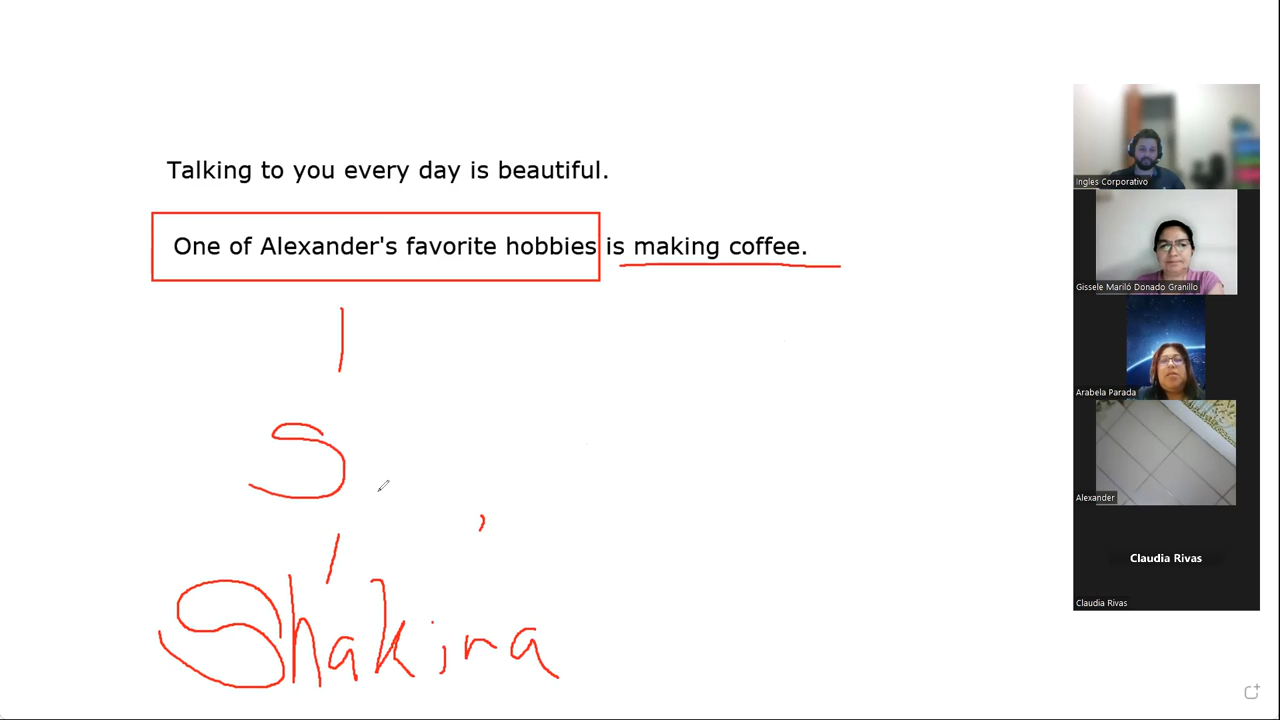 Talking to you every day is beautiful.
One of Alexander's favorite hobbies is making coffee.
S
Shakira
Ingles Corporativo
Gissele Mariló Donado Granillo
Arabela Parada
Alexander
Claudia Rivas
Claudia Rivas